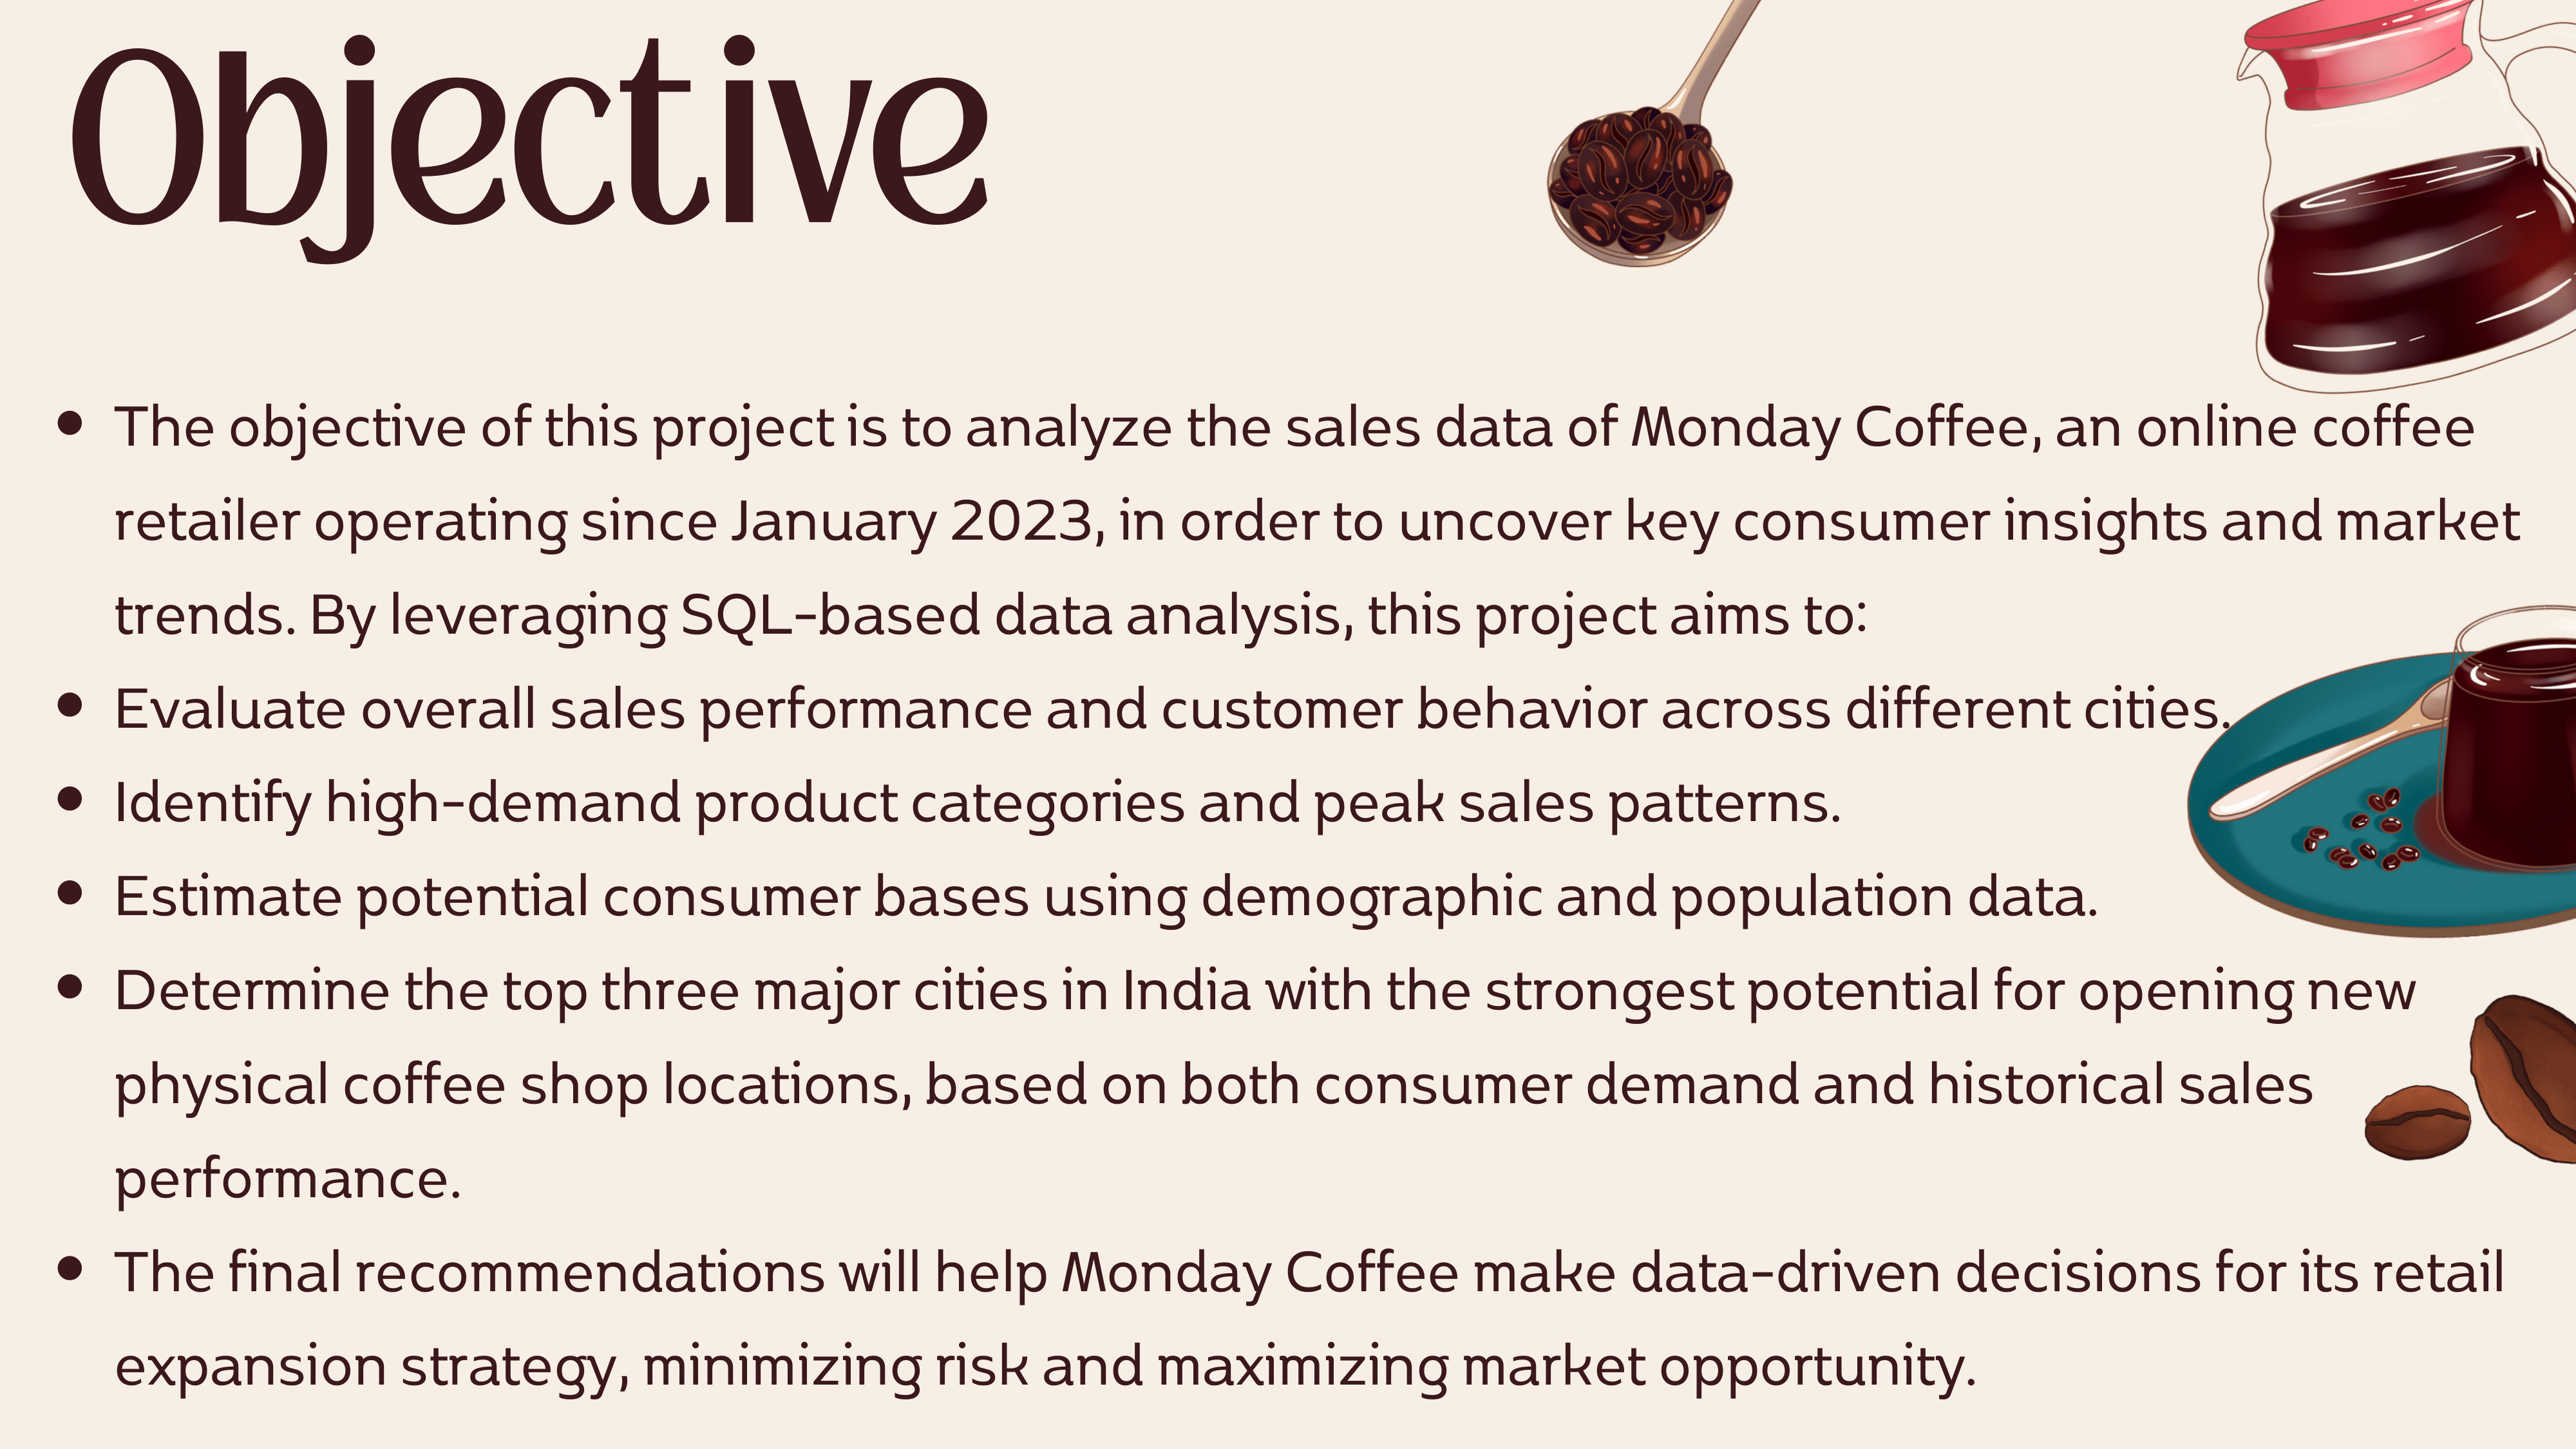 Objective
• The objective of this project is to analyze the sales data of Monday Coffee, an online coffee
retailer operating since January 2023, in order to uncover key consumer insights and market
trends. By leveraging SQL-based data analysis, this project aims to:
• Evaluate overall sales performance and customer behavior across different cities.
• Identify high-demand product categories and peak sales patterns.
• Estimate potential consumer bases using demographic and population data.
• Determine the top three major cities in India with the strongest potential for opening new
physical coffee shop locations, based on both consumer demand and historical sales
performance.
• The final recommendations will help Monday Coffee make data-driven decisions for its retail
expansion strategy, minimizing risk and maximizing market opportunity.